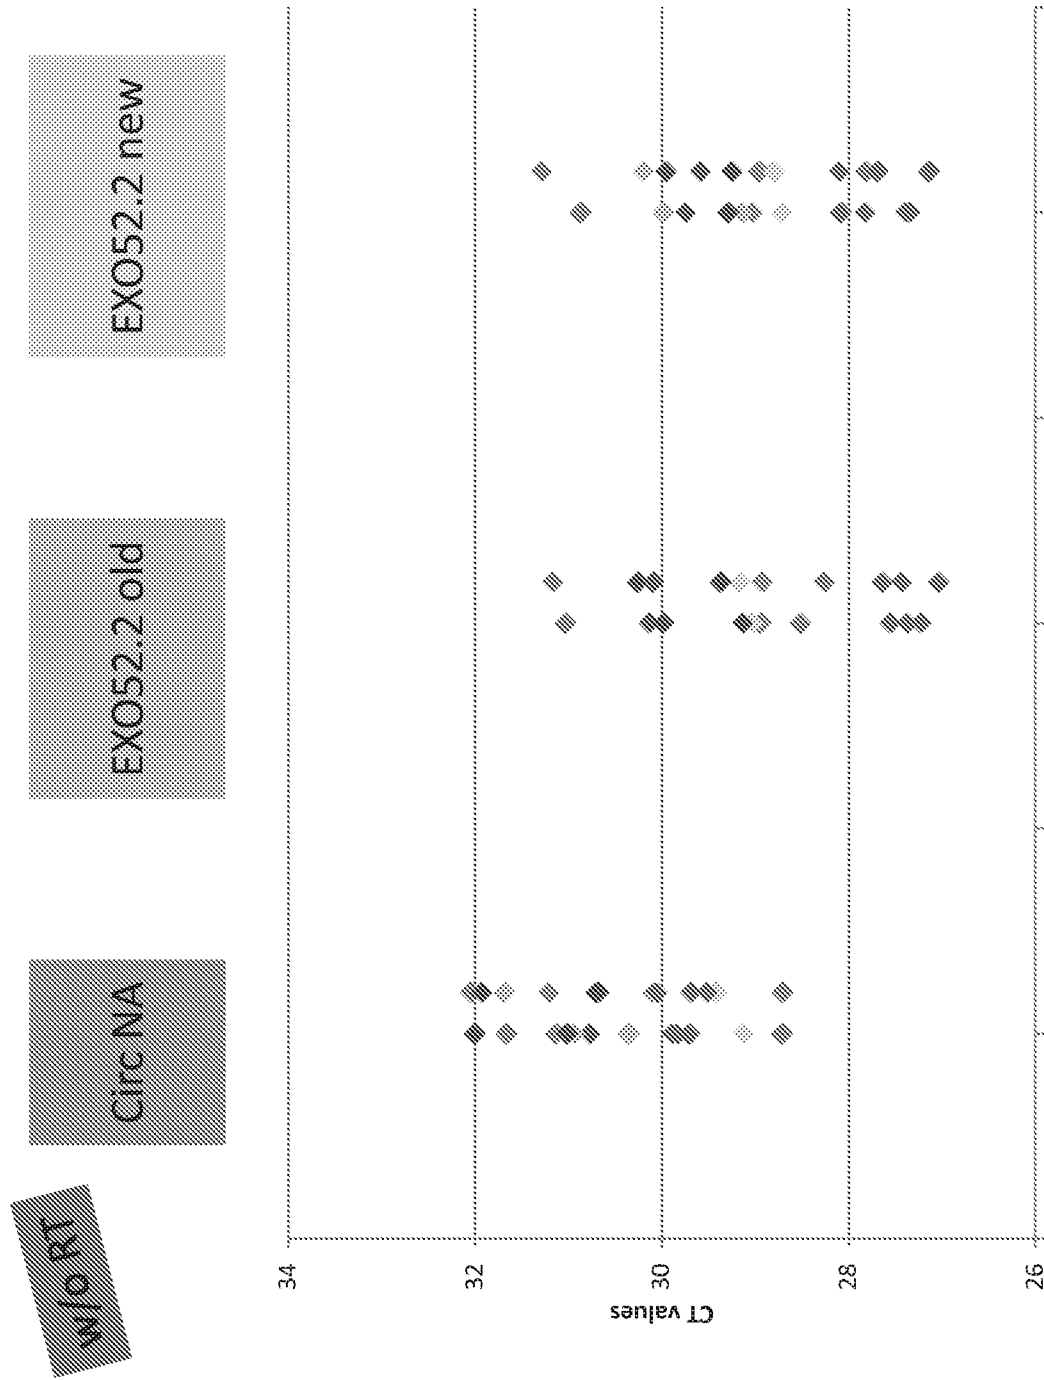 w/o RT
Circ NA
EXO52.2 old
EXO52.2 new
CT values
34
32
30
28
26